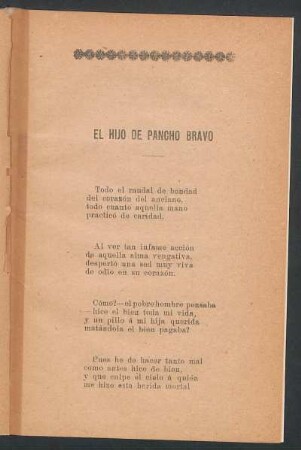 EL HIJO DE PANCHO BRAVO
Todo el raudal de bondad
del corazón del anciano,
todo cuanto aquella mano
practicó de caridad.
Al ver tan infame acción
de aquella alma vengativa,
despertó una sed muy viva
de odio en su corazón.
Cómo?—el pobre hombre pensaba
—hice el bien toda mi vida,
y un pillo á mi hija querida
matándola el bien pagaba?
Pues he de hacer tanto mal
como antes hice de bien,
y que culpe el cielo á quién
me hizo esta herida mortal